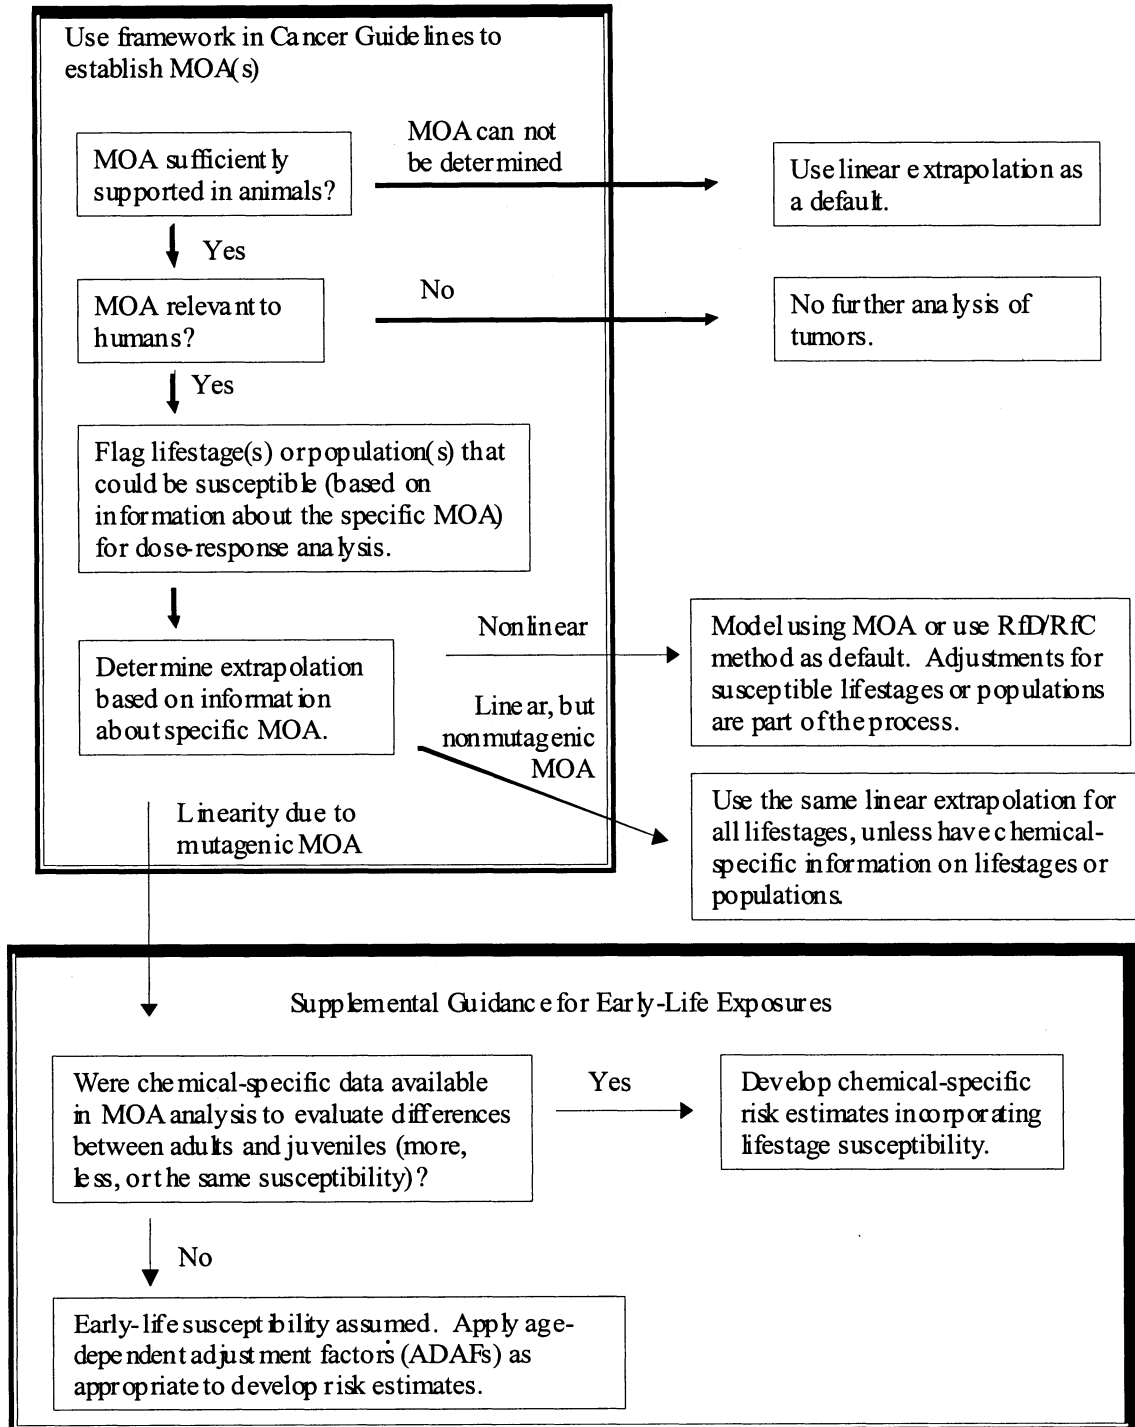 Use framework in Cancer Guidelines to
establish MOA(s)
MOA sufficiently
supported in animals?
MOA can not
be determined
Use linear extrapolation as
a default.
Yes
MOA relevant to
humans?
No
No further analysis of
tumors.
Yes
Flag lifestage(s) or population(s) that
could be susceptible (based on
information about the specific MOA)
for dose-response analysis.
Nonlinear
Model using MOA or use RfD/RfC
method as default. Adjustments for
susceptible lifestages or populations
are part of the process.
Determine extrapolation
based on information
about specific MOA.
Linear, but
nonmutagenic
MOA
Use the same linear extrapolation for
all lifestages, unless have chemical-
specific information on lifestages or
populations.
Linearity due to
mutagenic MOA
Supplemental Guidance for Early-Life Exposures
Were chemical-specific data available
in MOA analysis to evaluate differences
between adults and juveniles (more,
less, or the same susceptibility)?
Yes
Develop chemical-specific
risk estimates incorporating
lifestage susceptibility.
No
Early-life susceptibility assumed. Apply age-
dependent adjustment factors (ADAFs) as
appropriate to develop risk estimates.